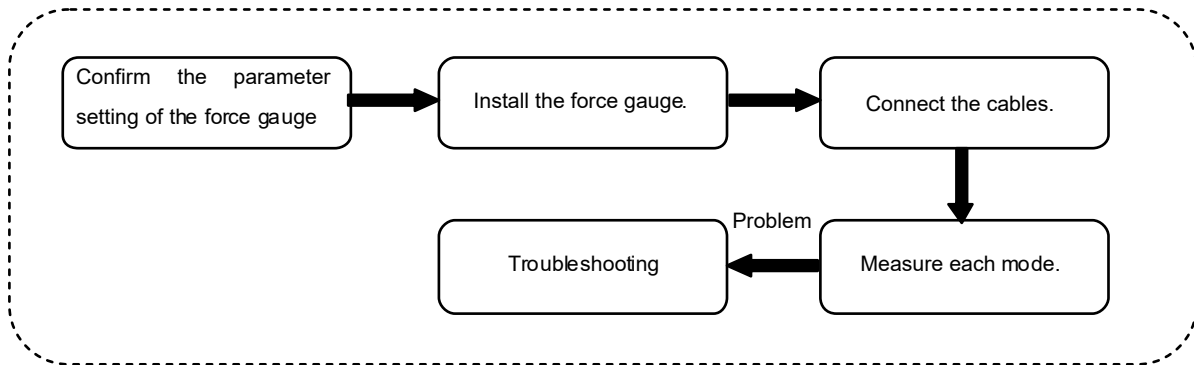 Confirm the parameter
setting of the force gauge
Install the force gauge.
Connect the cables.
Problem
Troubleshooting
Measure each mode.